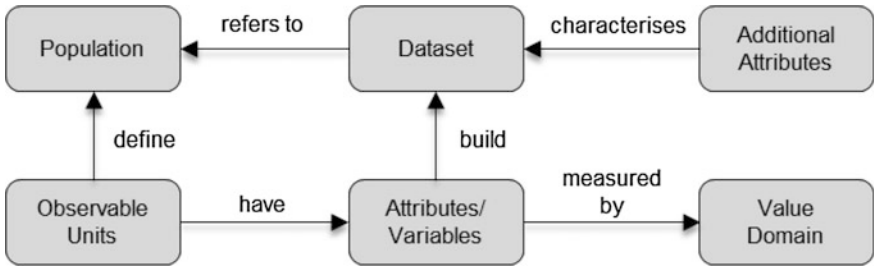 Population
refers to
Dataset
characterises
Additional
Attributes
define
build
Observable
Units
have
Attributes/
Variables
measured
by
Value
Domain